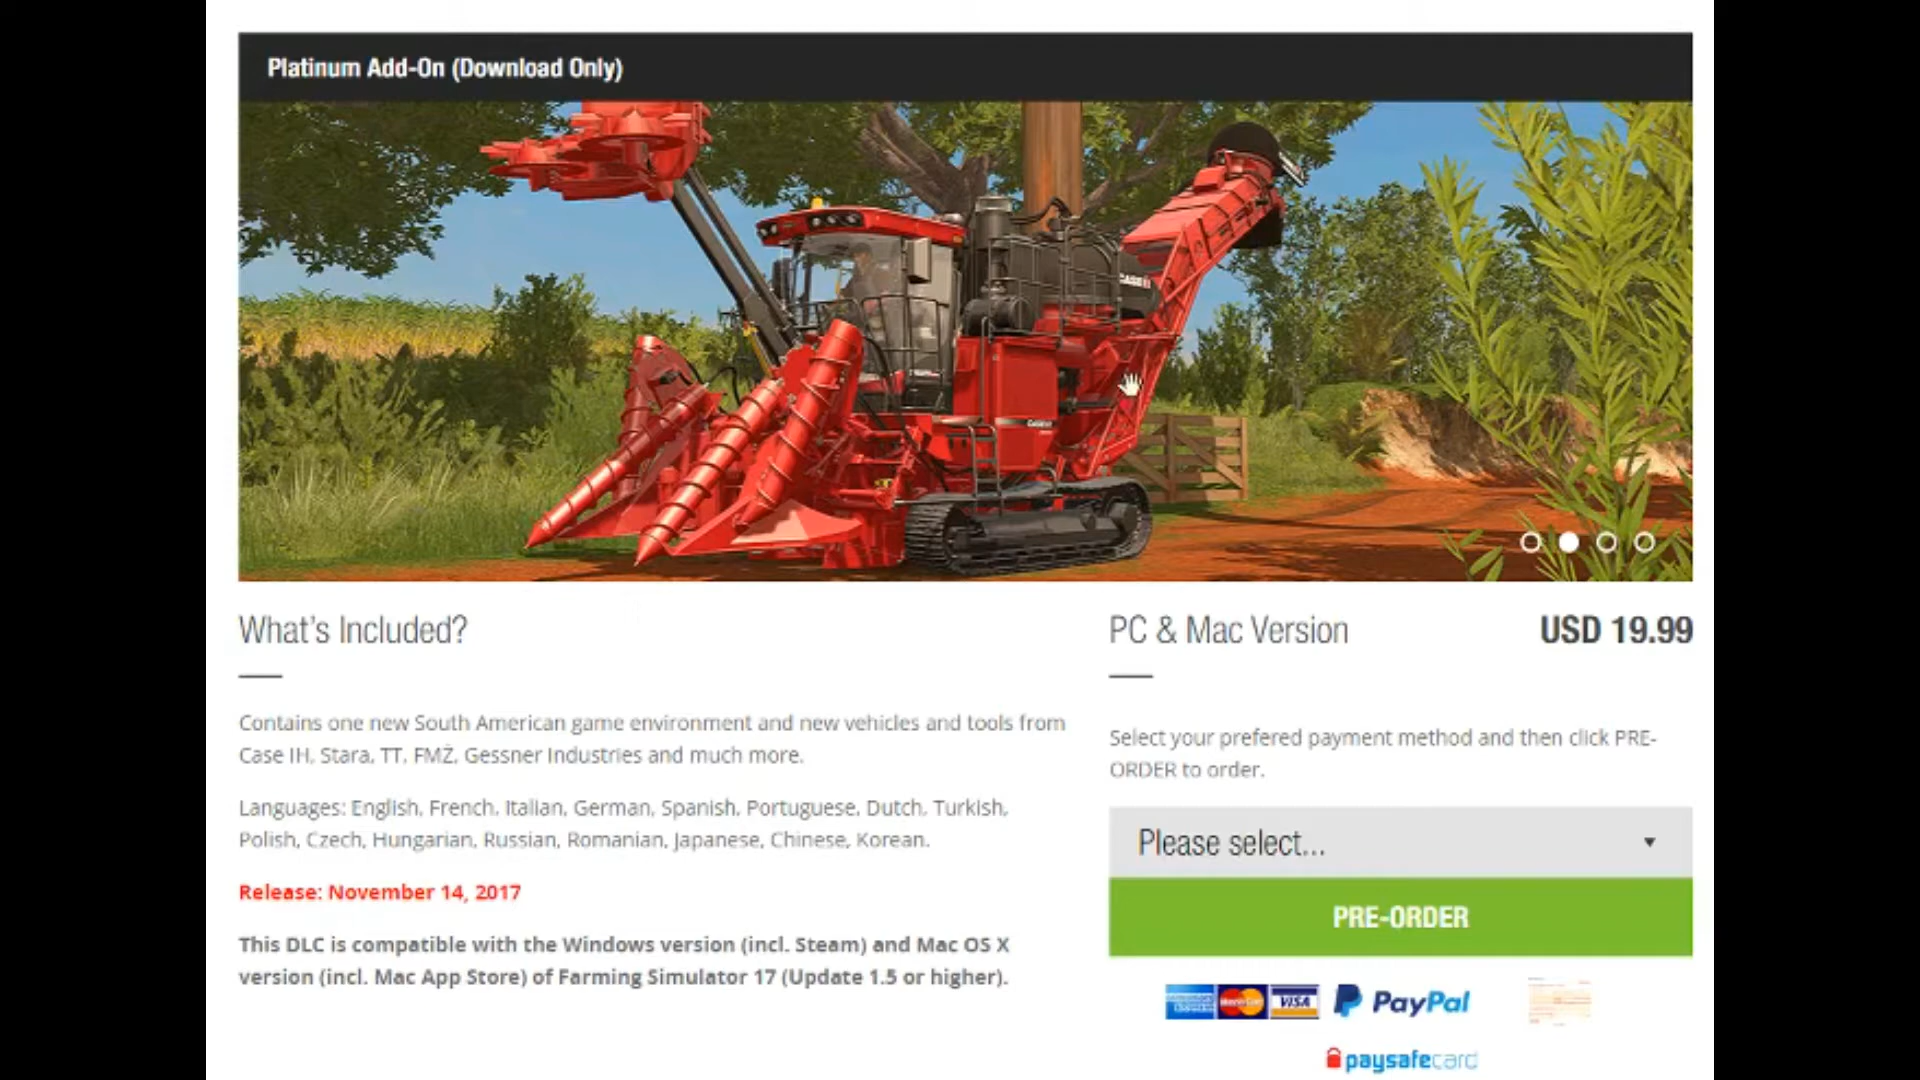 Platinum Add-On (Download Only)
What's Included?
Contains one new South American game environment and new vehicles and tools from
Case IH, Stara, TT, FMŻ, Gessner Industries and much more.
Languages: English, French, Italian, German, Spanish, Portuguese, Dutch, Turkish,
Polish, Czech, Hungarian, Russian, Romanian, Japanese, Chinese, Korean.
Release: November 14, 2017
This DLC is compatible with the Windows version (incl. Steam) and Mac OS X
version (incl. Mac App Store) of Farming Simulator 17 (Update 1.5 or higher).
PC & Mac Version
USD 19.99
Select your prefered payment method and then click PRE-
ORDER to order.
Please select...
PRE-ORDER
MasterCard
VISA
PayPal
paysafecard